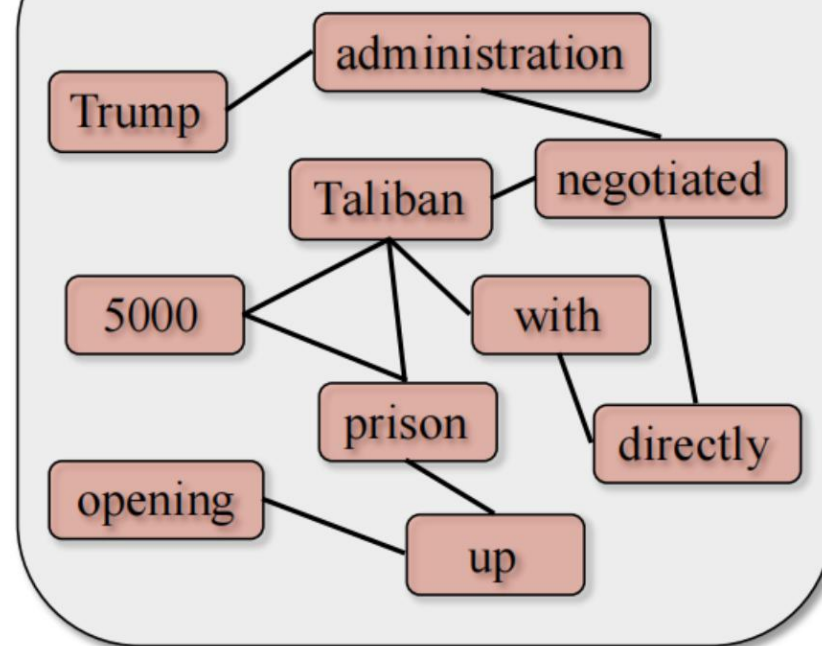 administration
Trump
negotiated
Taliban
5000
with
prison
directly
opening
up